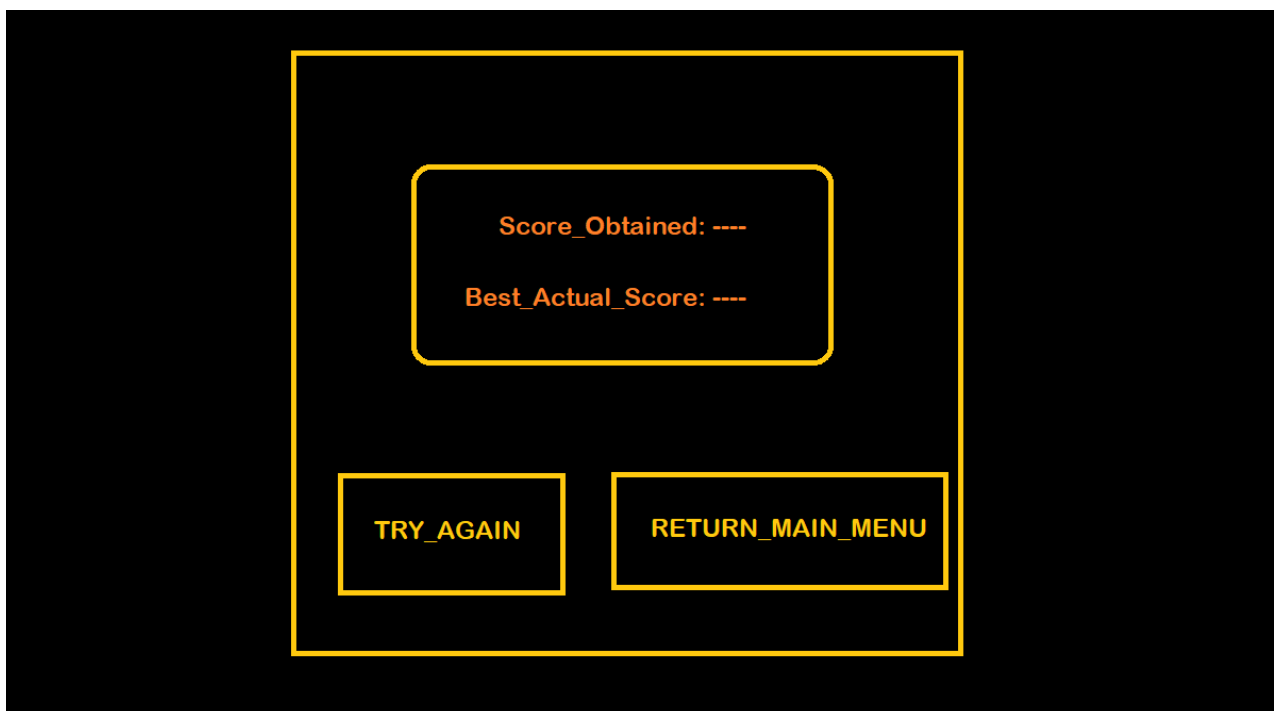 Score_Obtained: ----
Best_Actual_Score: ----
TRY_AGAIN
RETURN_MAIN_MENU